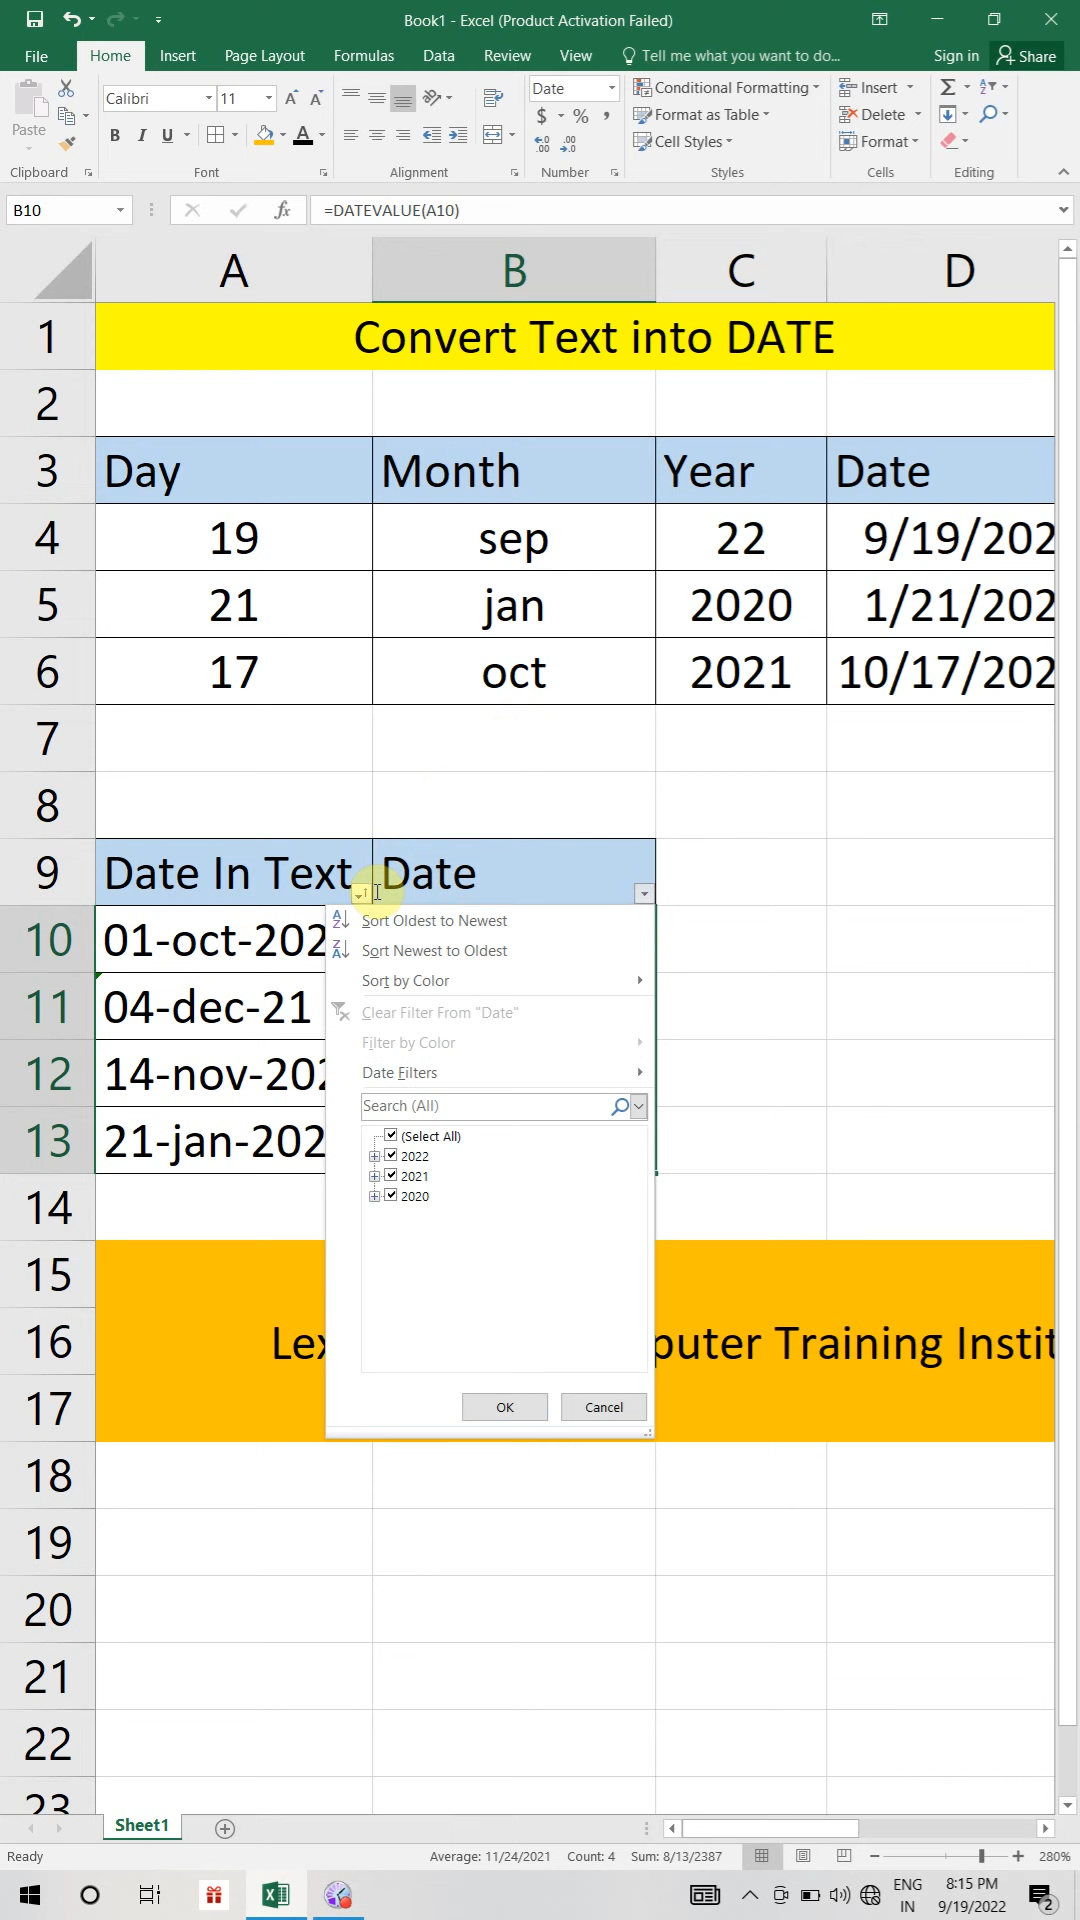 Book1 - Excel (Product Activation Failed)
File Home Insert Page Layout Formulas Data Review View Tell me what you want to do... Sign in Share
Paste
Calibri 11
B I U
Date
$ % ,
Conditional Formatting
Format as Table
Cell Styles
Insert
Delete
Format
Clipboard Font Alignment Number Styles Cells Editing
B10 fx =DATEVALUE(A10)
A B C D
1 Convert Text into DATE
2
3 Day Month Year Date
4 19 sep 22 9/19/202
5 21 jan 2020 1/21/202
6 17 oct 2021 10/17/202
7
8
9 Date In Text Date
10 01-oct-202
11 04-dec-21
12 14-nov-202
13 21-jan-202
14
15
16 Lex puter Training Instit
17
18
19
20
21
22
23
Sort Oldest to Newest
Sort Newest to Oldest
Sort by Color
Clear Filter From "Date"
Filter by Color
Date Filters
Search (All)
(Select All)
2022
2021
2020
OK Cancel
Sheet1
Ready Average: 11/24/2021 Count: 4 Sum: 8/13/2387 280%
ENG
IN
8:15 PM
9/19/2022
2